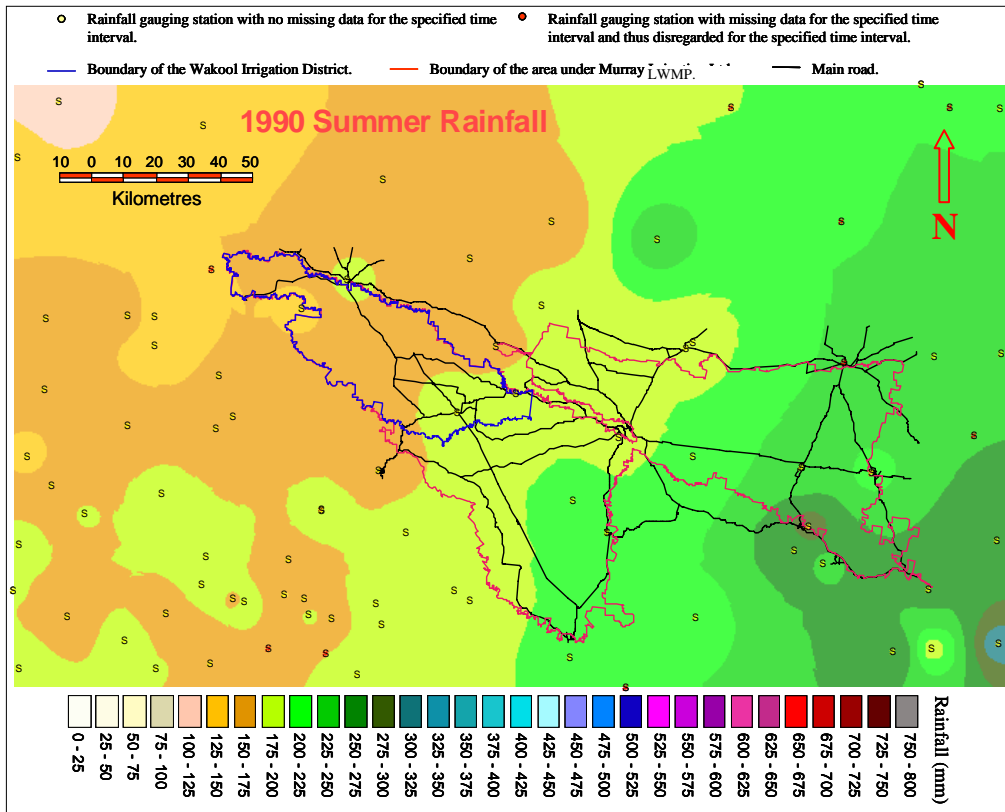 Rainfall gauging station with no missing data for the specified time
interval.
Rainfall gauging station with missing data for the specified time
interval and thus disregarded for the specified time interval.
Boundary of the Wakool Irrigation District.
Boundary of the area under Murray
LWMP.
Main road.
1990 Summer Rainfall
10 0 10 20 30 40 50
Kilometres
N
0 - 25
25 - 50
50 - 75
75 - 100
100 - 125
125 - 150
150 - 175
175 - 200
200 - 225
225 - 250
250 - 275
275 - 300
300 - 325
325 - 350
350 - 375
375 - 400
400 - 425
425 - 450
450 - 475
475 - 500
500 - 525
525 - 550
550 - 575
575 - 600
600 - 625
625 - 650
650 - 675
675 - 700
700 - 725
725 - 750
750 - 800
Rainfall (mm)